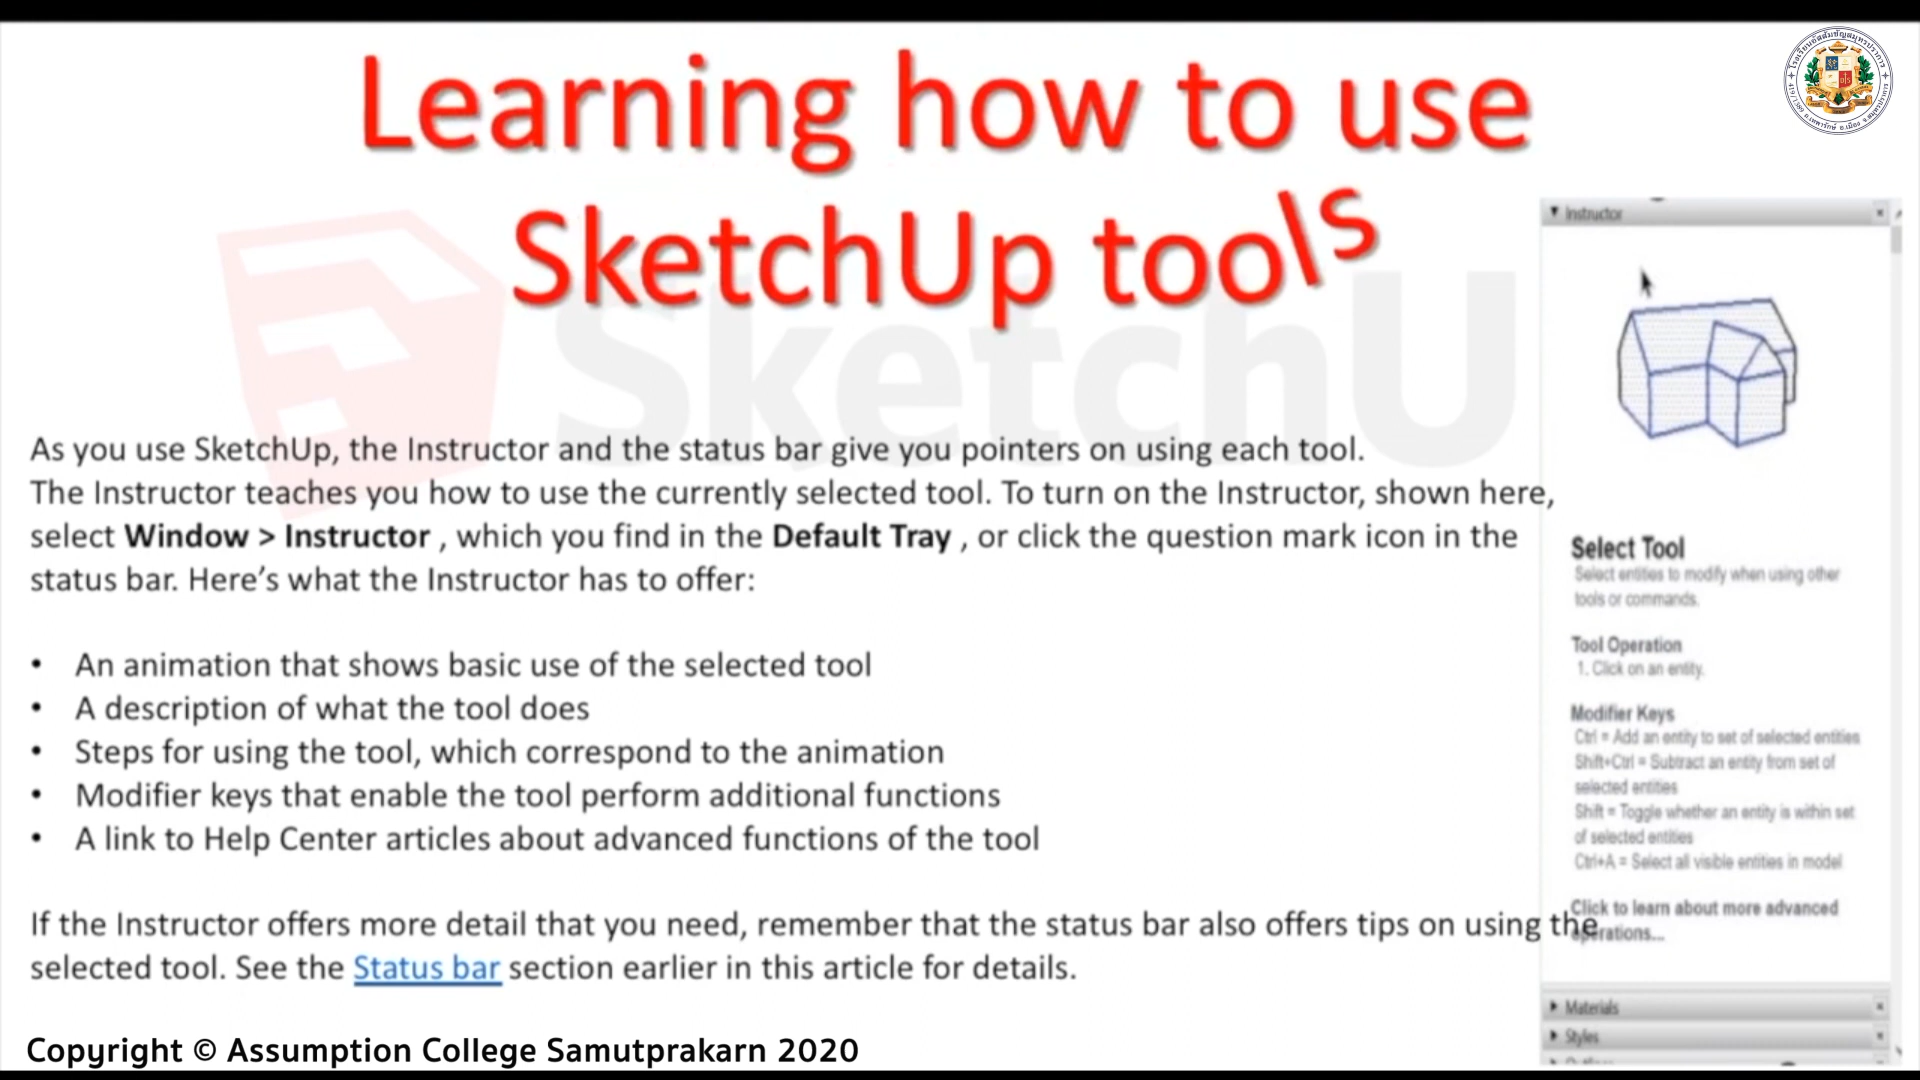 Learning how to use
SketchUp tools
SketchU
As you use SketchUp, the Instructor and the status bar give you pointers on using each tool.
The Instructor teaches you how to use the currently selected tool. To turn on the Instructor, shown here,
select Window > Instructor , which you find in the Default Tray , or click the question mark icon in the
status bar. Here’s what the Instructor has to offer:
• An animation that shows basic use of the selected tool
• A description of what the tool does
• Steps for using the tool, which correspond to the animation
• Modifier keys that enable the tool perform additional functions
• A link to Help Center articles about advanced functions of the tool
If the Instructor offers more detail that you need, remember that the status bar also offers tips on using the
selected tool. See the Status bar section earlier in this article for details.
Copyright © Assumption College Samutprakarn 2020
Instructor
Select Tool
Select entities to modify when using other
tools or commands.
Tool Operation
1. Click on an entity.
Modifier Keys
Ctrl = Add an entity to set of selected entities
Shift+Ctrl = Subtract an entity from set of
selected entities
Shift = Toggle whether an entity is within set
of selected entities
Ctrl+A = Select all visible entities in model
Click to learn about more advanced
operations...
Materials
Styles